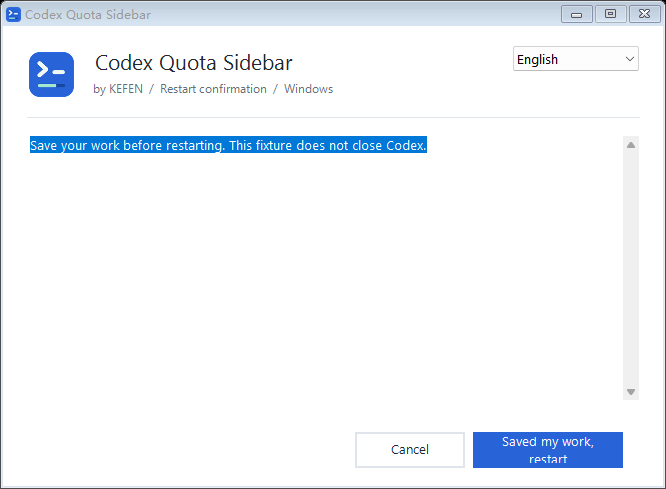 Codex Quota Sidebar
Codex Quota Sidebar
English
by KEFEN / Restart confirmation / Windows
Save your work before restarting. This fixture does not close Codex.
Cancel
Saved my work,
restart